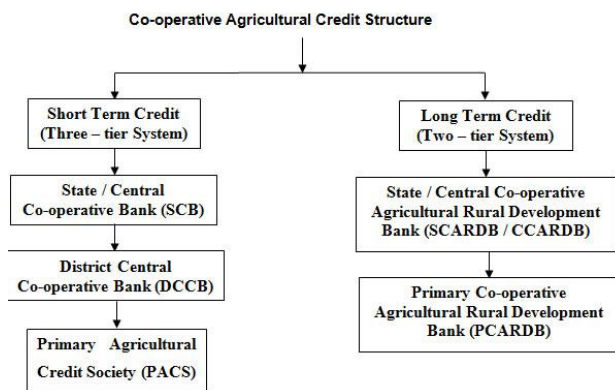 Co-operative Agricultural Credit Structure
Short Term Credit
(Three – tier System)
State / Central
Co-operative Bank (SCB)
District Central
Co-operative Bank (DCCB)
Primary Agricultural
Credit Society (PACS)
Long Term Credit
(Two – tier System)
State / Central Co-operative
Agricultural Rural Development
Bank (SCARDB / CCARDB)
Primary Co-operative
Agricultural Rural Development
Bank (PCARDB)